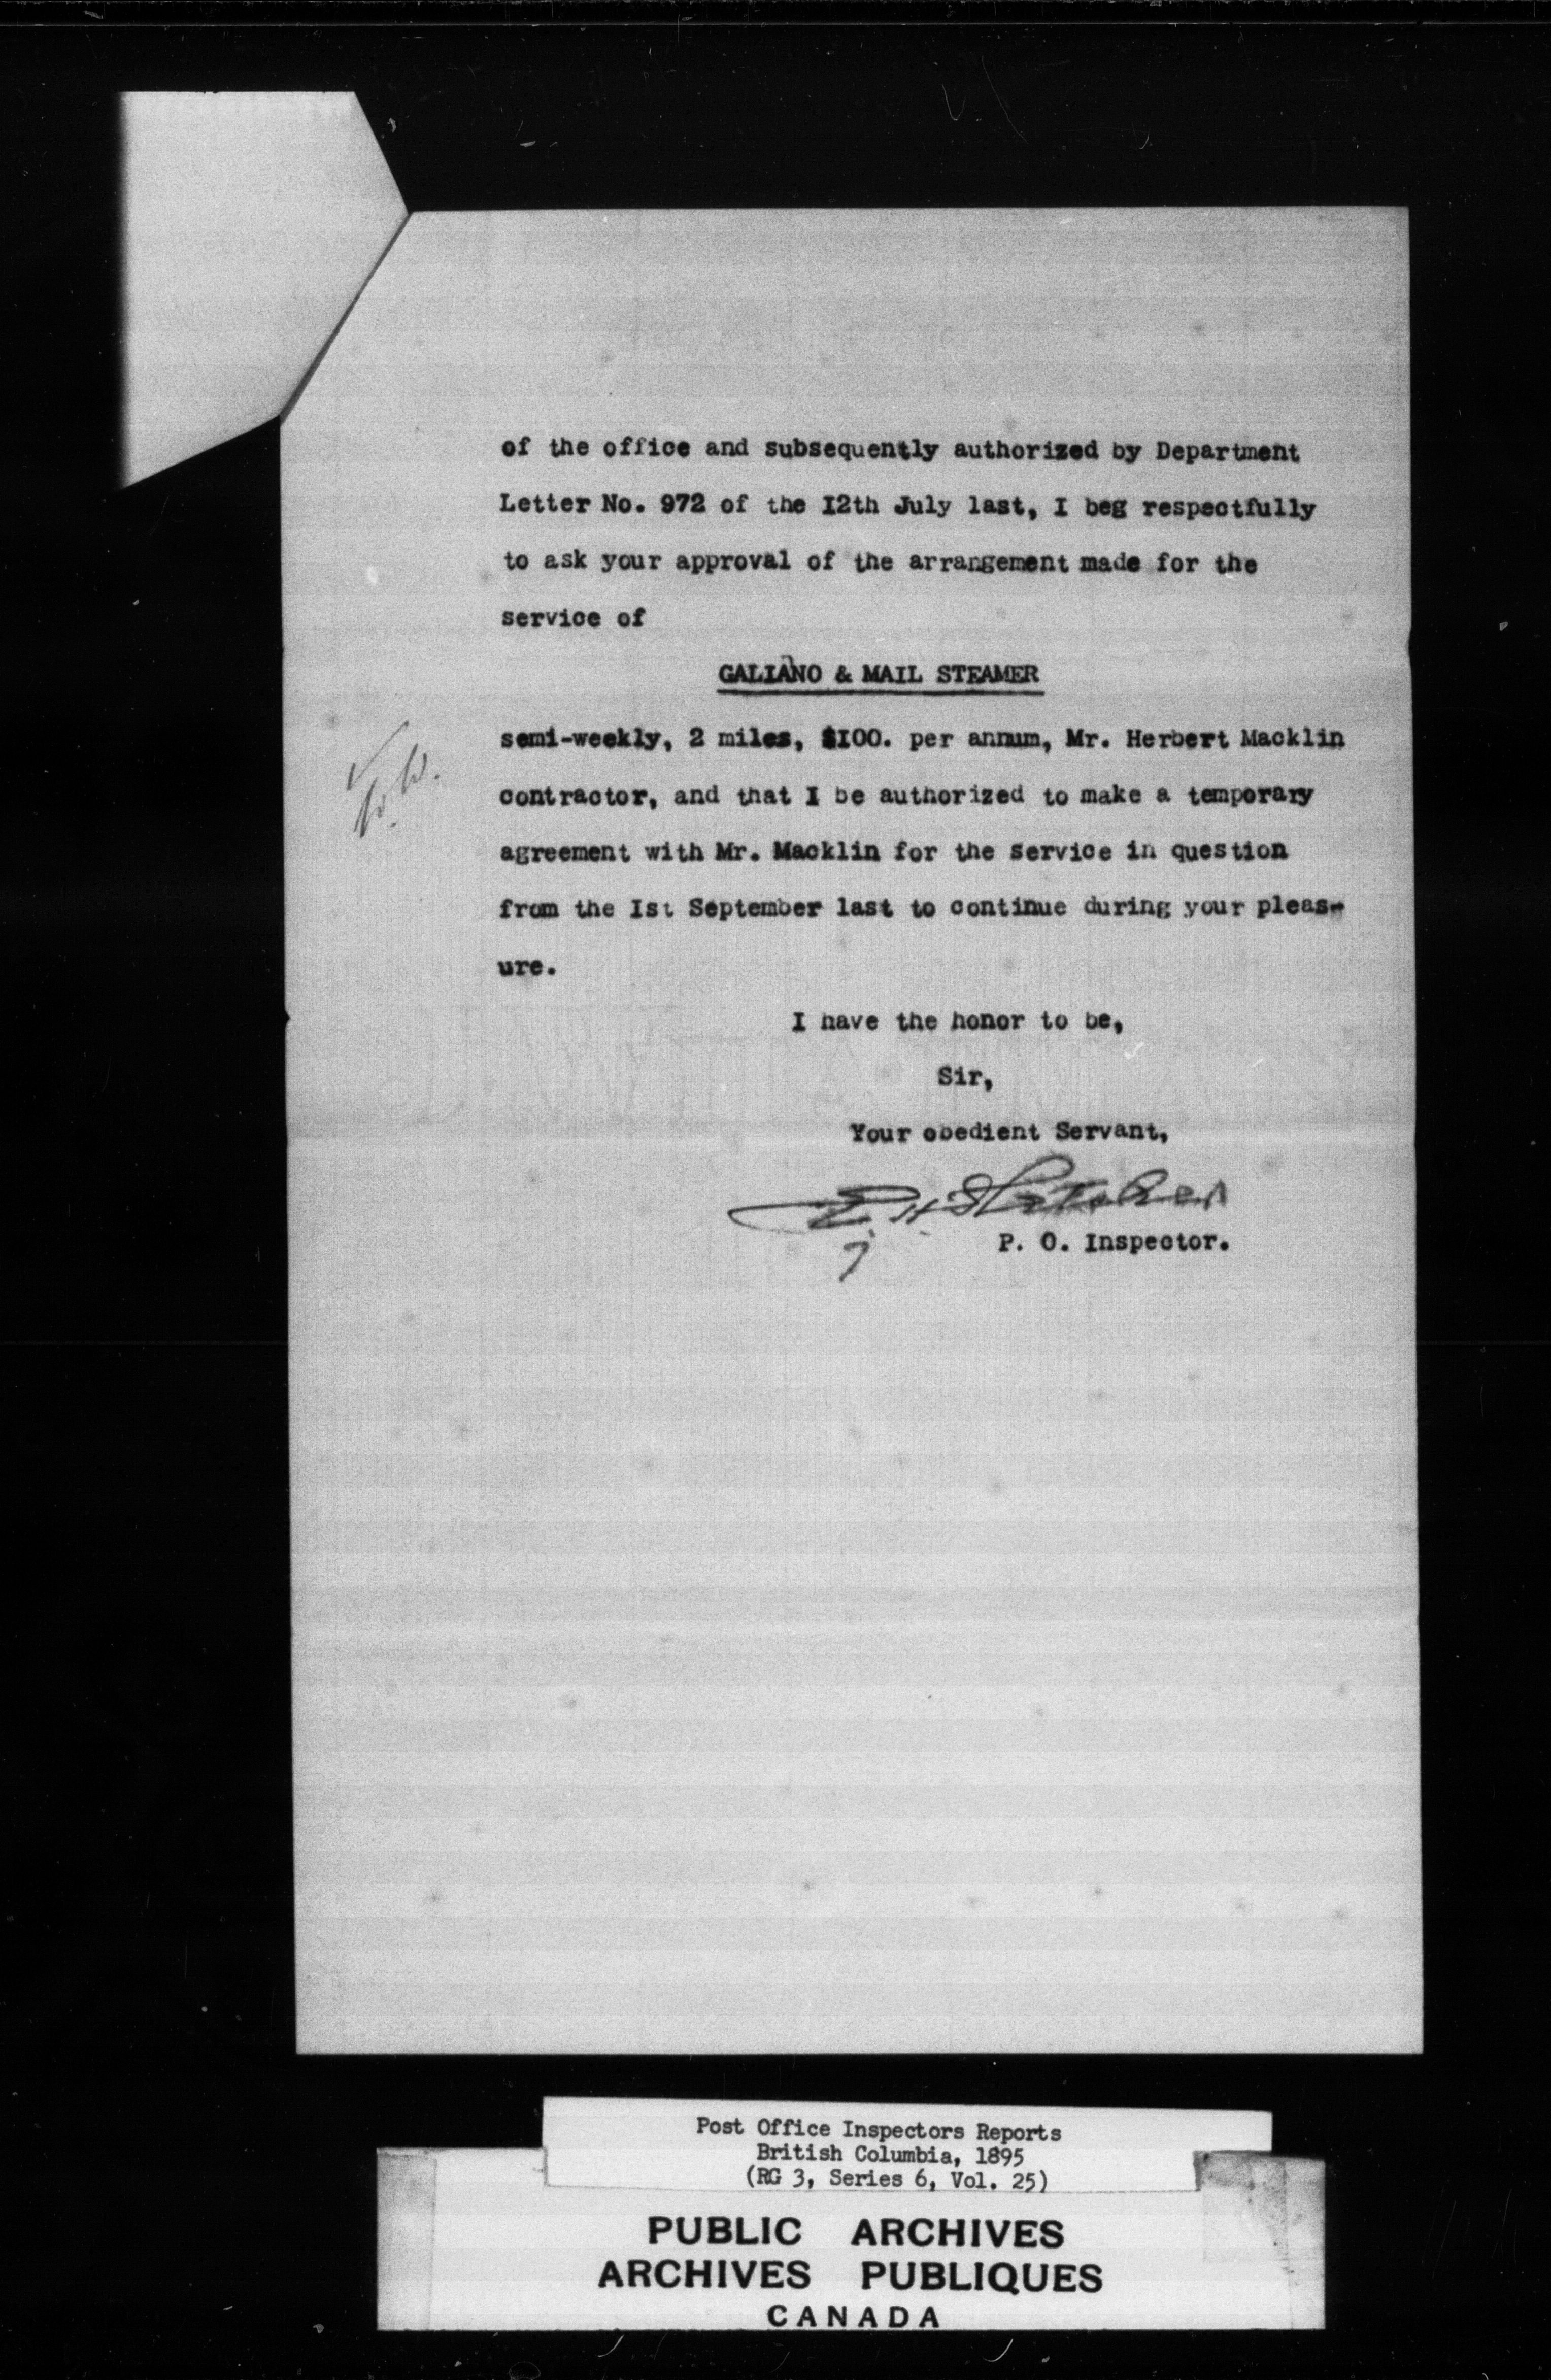 of the office and subsequently authorized by Department
Letter No. 972 of the I2th July last, I beg respectfully
to ask your approval of the arrangement made for the
service of
GALIANO & MAIL STEAMER
semi-weekly, 2 miles, $I00. per annum, Mr. Herbert Macklin
contractor, and that I be authorized to make a temporary
agreement with Mr. Macklin for the service in question
from the Ist September last to continue during your pleas-
ure.
I have the honor to be,
Sir,
Your obedient Servant,
E. H. Fletcher
P. O. Inspector.
Post Office Inspectors Reports
British Columbia, 1895
(RG 3, Series 6, Vol. 25)
PUBLIC ARCHIVES
ARCHIVES PUBLIQUES
CANADA